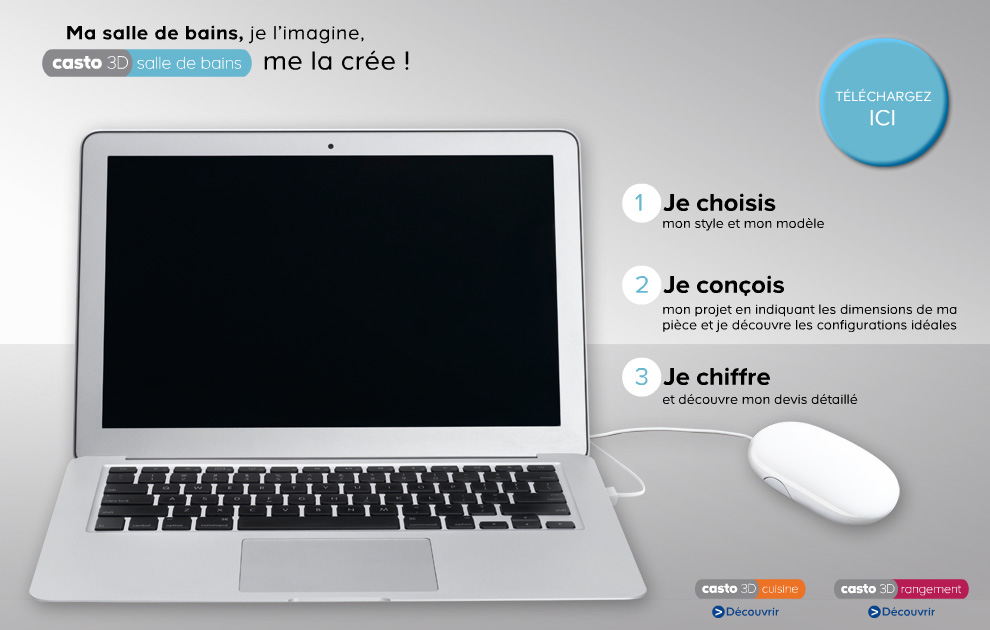 Ma salle de bains, je l'imagine,
casto 3D salle de bains me la crée !
TÉLÉCHARGEZ
ICI
1 Je choisis
mon style et mon modèle
2 Je conçois
mon projet en indiquant les dimensions de ma
pièce et je découvre les configurations idéales
3 Je chiffre
et découvre mon devis détaillé
casto 3D cuisine
> Découvrir
casto 3D rangement
> Découvrir